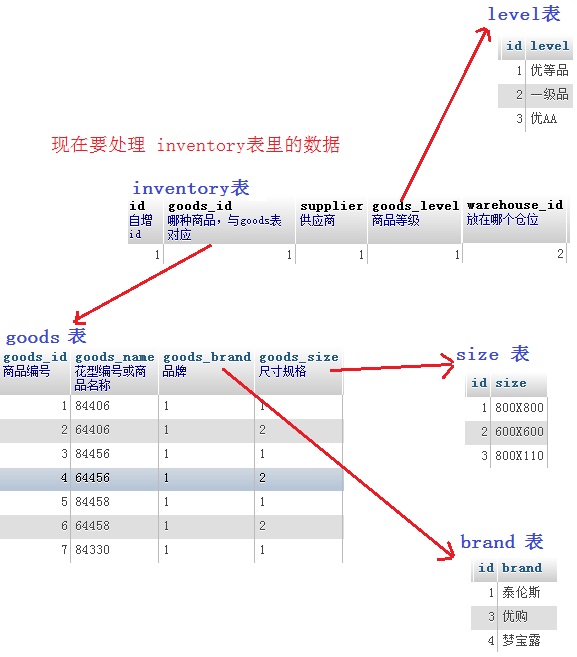 level表
id level
1 优等品
2 一级品
3 优AA
现在要处理 inventory表里的数据
inventory表
id goods_id supplier goods_level warehouse_id
自增 哪种商品，与goods表 供应商 商品等级 放在哪个仓位
id 对应
1 1 1 1 2
goods 表
goods_id goods_name goods_brand goods_size
商品编号 花型编号或商 品牌 尺寸规格
品名称
1 84406 1 1
2 64406 1 2
3 84456 1 1
4 64456 1 2
5 84458 1 1
6 64458 1 2
7 84330 1 1
size 表
id size
1 800X800
2 600X600
3 800X110
brand 表
id brand
1 泰伦斯
3 优购
4 梦宝露